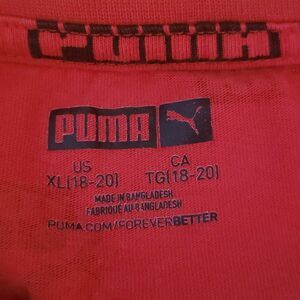 PUMA
PUMA
US CA
XL(18-20) TG(18-20)
MADE IN BANGLADESH
FABRIQUÉ AU BANGLADESH
PUMA.COM/FOREVERBETTER